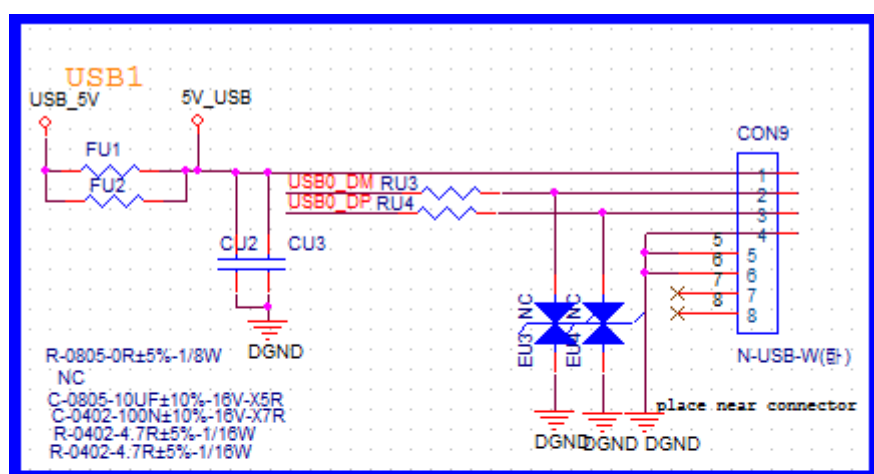 USB1
USB_5V
5V_USB
FU1
FU2
USB0_DM RU3
USB0_DP RU4
CU2
CU3
DGND
CON9
1
2
3
4
5
6
7
8
5
6
7
8
EU3 NC
EU4 NC
N-USB-W(卧)
place near connector
DGND
DGND
DGND
R-0805-0R±5%-1/8W
NC
C-0805-10UF±10%-16V-X5R
C-0402-100N±10%-16V-X7R
R-0402-4.7R±5%-1/16W
R-0402-4.7R±5%-1/16W